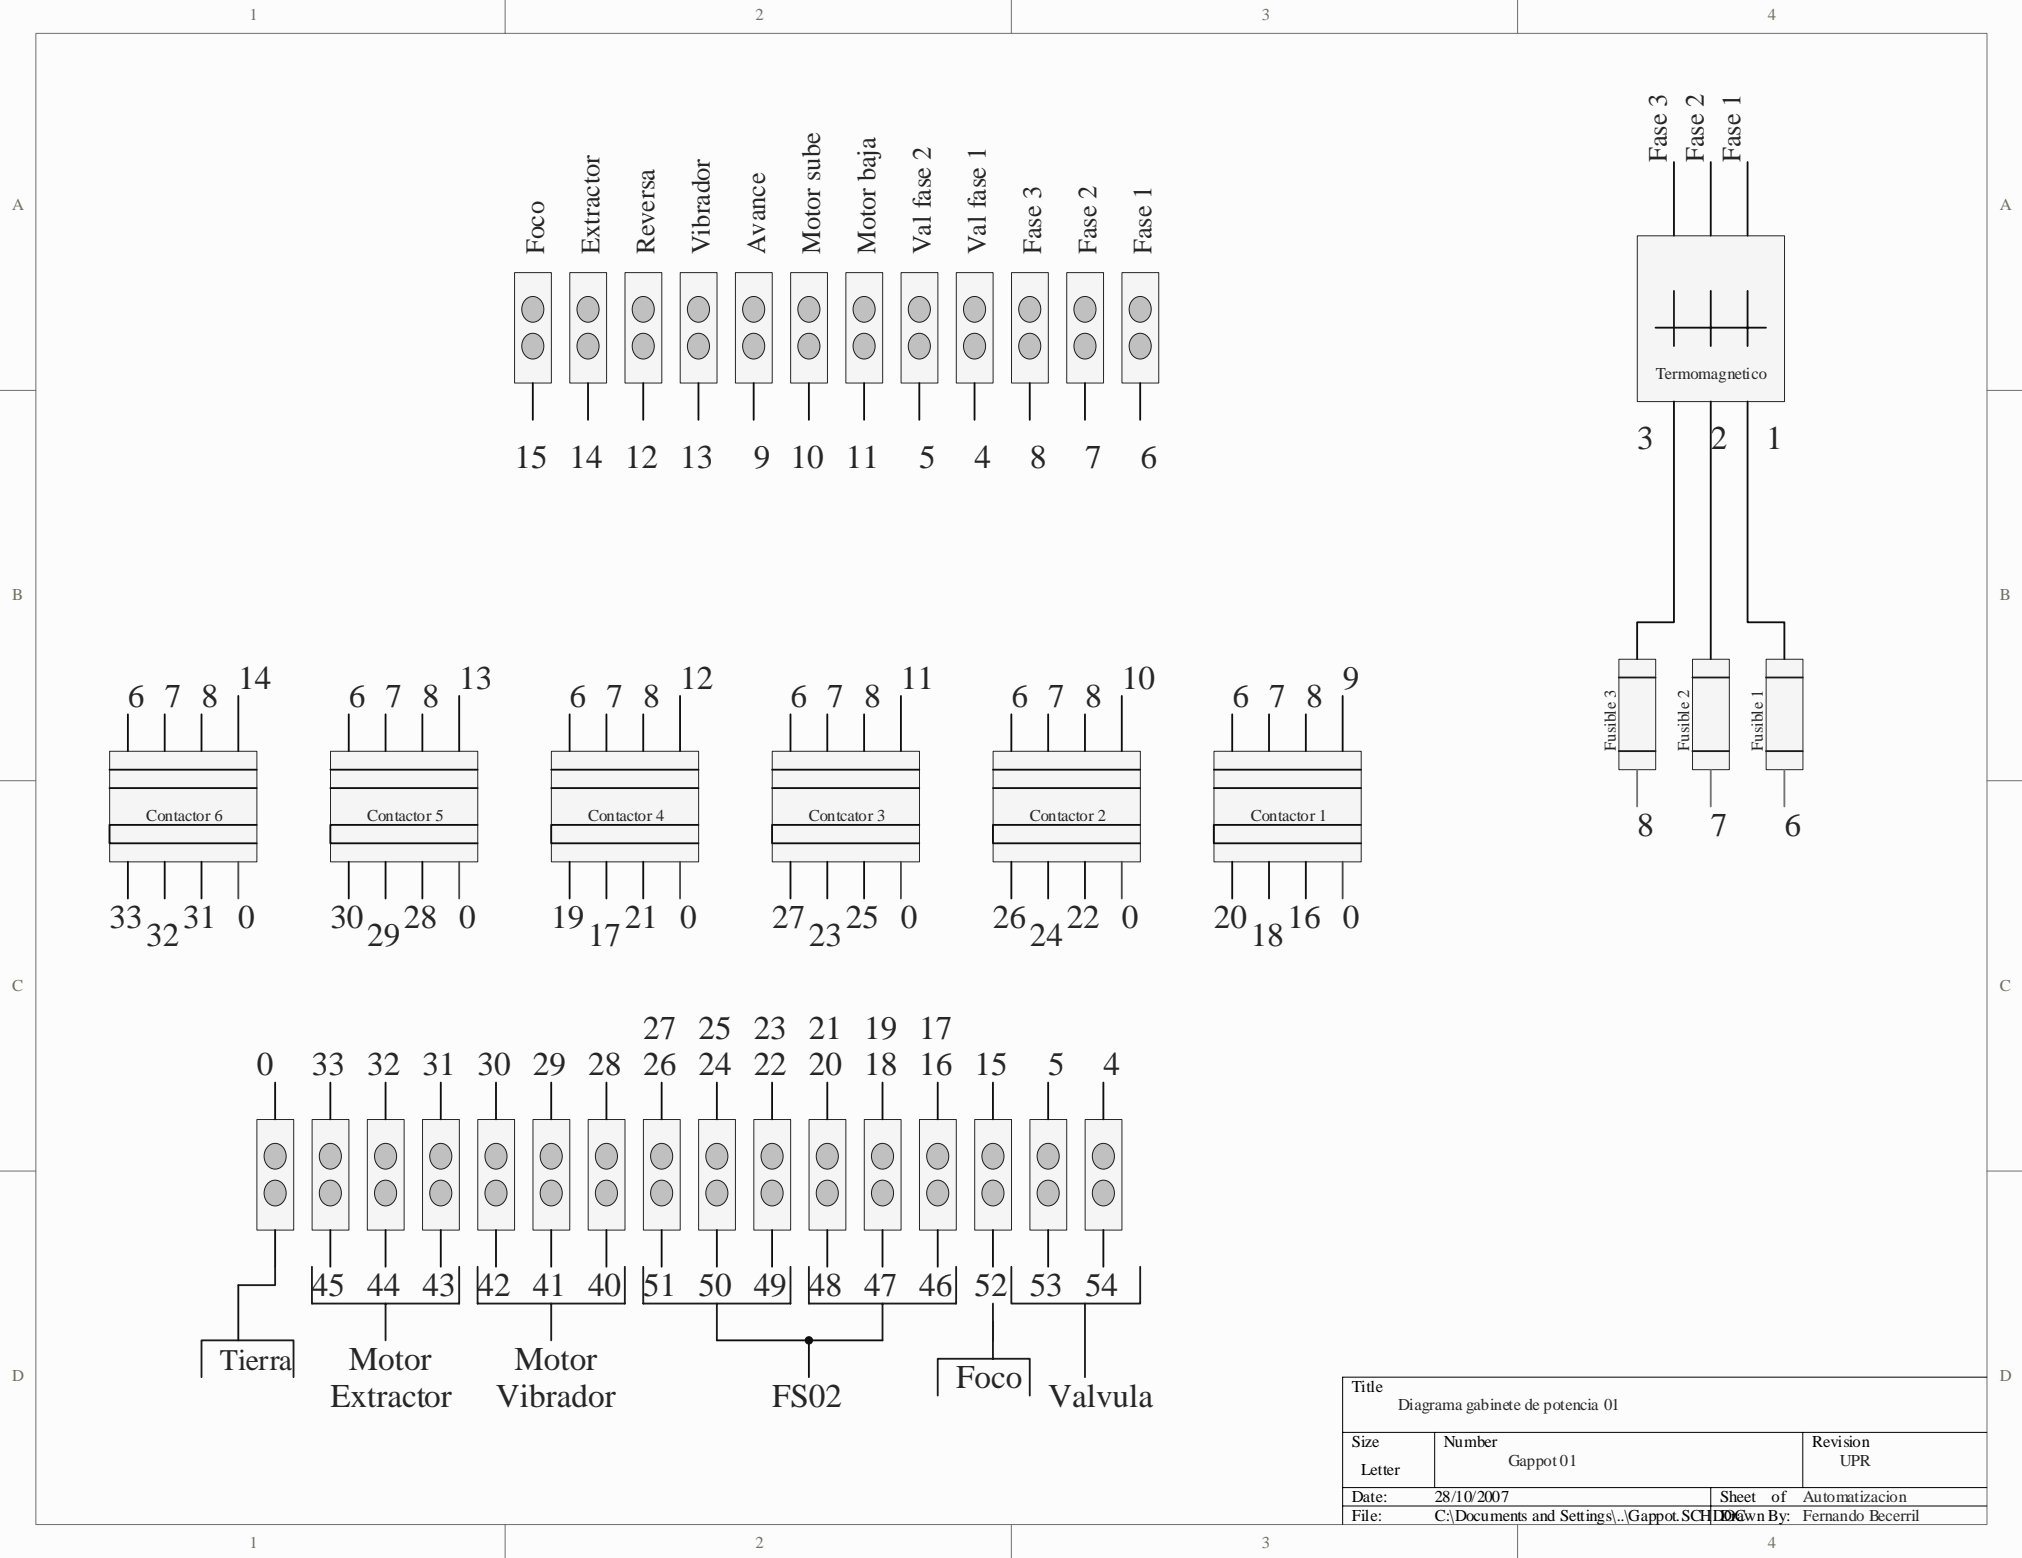 1 2 3 4
A A
B B
C C
D D
Fase 3 Fase 2 Fase 1
Foco Extractor Reversa Vibrador Avance Motor sube Motor baja Val fase 2 Val fase 1 Fase 3 Fase 2 Fase 1
15 14 12 13 9 10 11 5 4 8 7 6
Termomagnetico
3 2 1
Fusible 3 Fusible 2 Fusible 1
8 7 6
6 7 8 14
Contactor 6
33 32 31 0
6 7 8 13
Contactor 5
30 29 28 0
6 7 8 12
Contactor 4
19 17 21 0
6 7 8 11
Contcator 3
27 23 25 0
6 7 8 10
Contactor 2
26 24 22 0
6 7 8 9
Contactor 1
20 18 16 0
27 25 23 21 19 17
0 33 32 31 30 29 28 26 24 22 20 18 16 15 5 4
45 44 43 42 41 40 51 50 49 48 47 46 52 53 54
Tierra
Motor
Extractor
Motor
Vibrador
FS02
Foco
Valvula
Title
Diagrama gabinete de potencia 01
Size
Letter
Number
Gappot 01
Revision
UPR
Date: 28/10/2007 Sheet of Automatizacion
File: C:\Documents and Settings\..\Gappot.SCHDOC Drawn By: Fernando Becerril
1 2 3 4